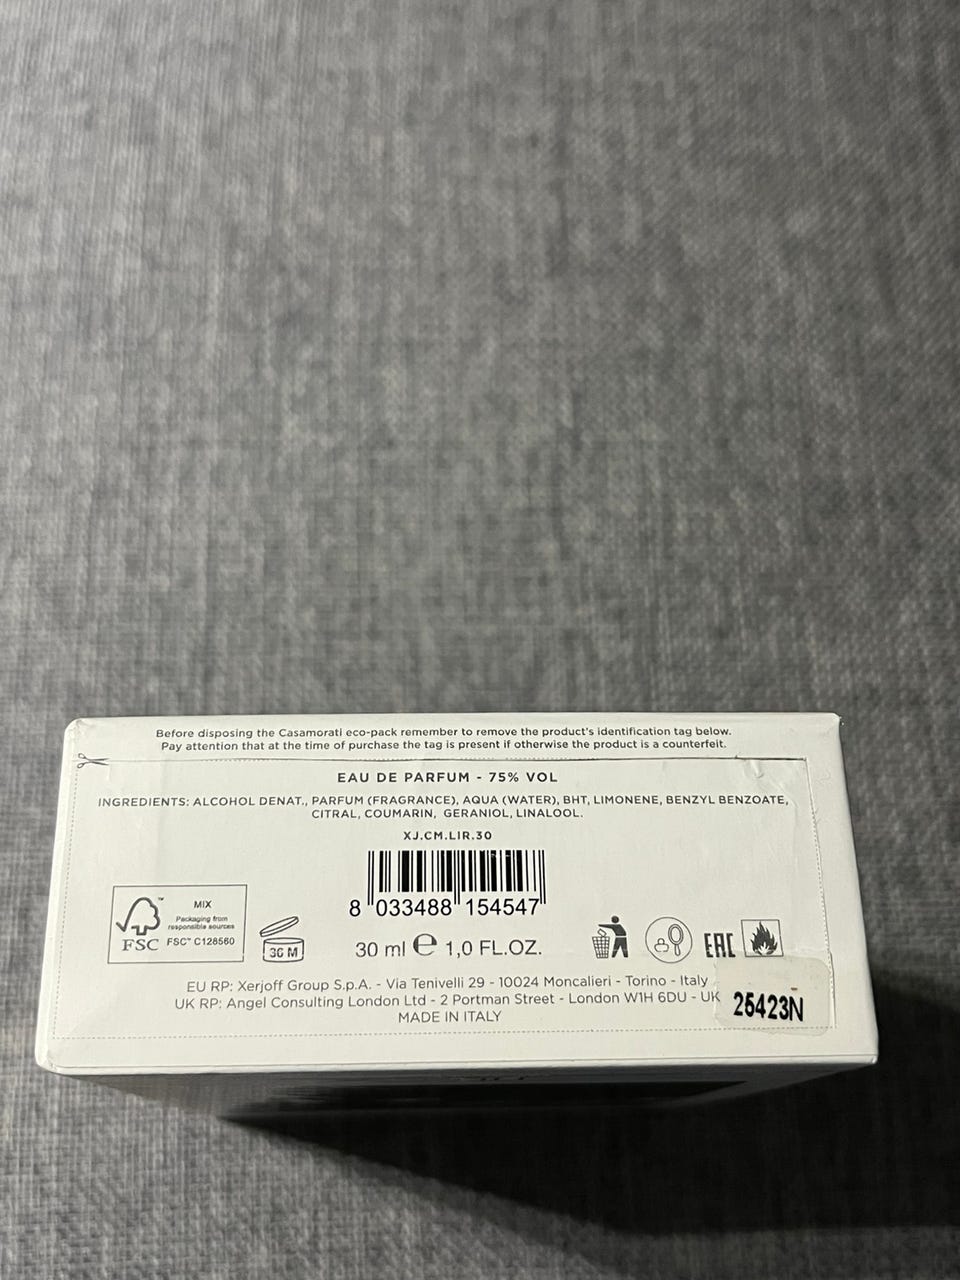 Before disposing the Casamorati eco-pack remember to remove the product's identification tag below.
Pay attention that at the time of purchase the tag is present if otherwise the product is a counterfeit.
EAU DE PARFUM - 75% VOL
INGREDIENTS: ALCOHOL DENAT., PARFUM (FRAGRANCE), AQUA (WATER), BHT, LIMONENE, BENZYL BENZOATE,
CITRAL, COUMARIN, GERANIOL, LINALOOL.
XJ.CM.LIR.30
8 033488 154547
MIX
Packaging from
responsible sources
FSC™ C128560
FSC™
36 M
30 ml ℮ 1,0 FL.OZ.
EAC
EU RP: Xerjoff Group S.p.A. - Via Tenivelli 29 - 10024 Moncalieri - Torino - Italy
UK RP: Angel Consulting London Ltd - 2 Portman Street - London W1H 6DU - UK
MADE IN ITALY
25423N